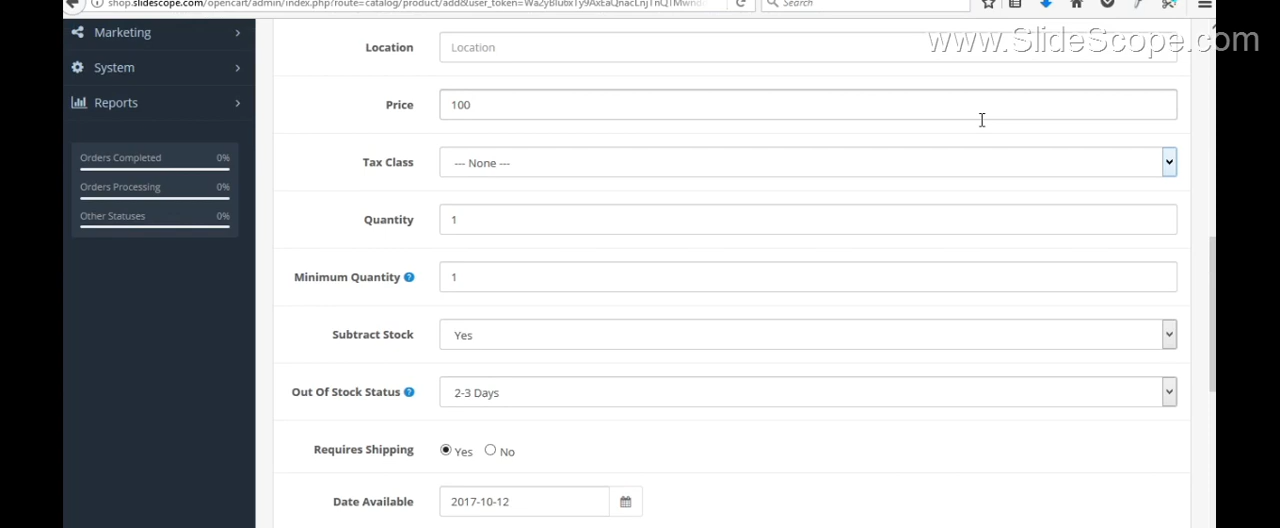 shop.slidescope.com/opencart/admin/index.php?route=catalog/product/add&user_token=
Search
www.SlideScope.com
Marketing
System
Reports
Orders Completed 0%
Orders Processing 0%
Other Statuses 0%
Location Location
Price 100
Tax Class --- None ---
Quantity 1
Minimum Quantity ? 1
Subtract Stock Yes
Out Of Stock Status ? 2-3 Days
Requires Shipping Yes No
Date Available 2017-10-12